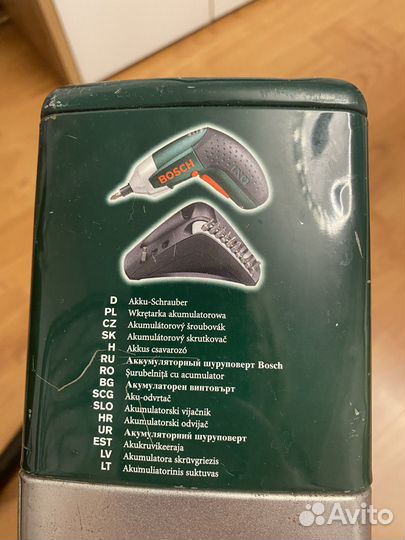 BOSCH
IXO
D Akku-Schrauber
PL Wkrętarka akumulatorowa
CZ Akumulátorový šroubovák
SK Akumulátorový skrutkovač
H Akkus csavarozó
RU Аккумуляторный шуруповерт Bosch
RO Şurubelniţă cu acumulator
BG Акумулаторен винтовърт
SCG Aku-odvrtač
SLO Akumulatorski vijačnik
HR Akumulatorski odvijač
UR Акумуляторний шуруповерт
EST Akukruvikeeraja
LV Akumulatora skrūvgriezis
LT Akumuliatorinis suktuvas
Avito